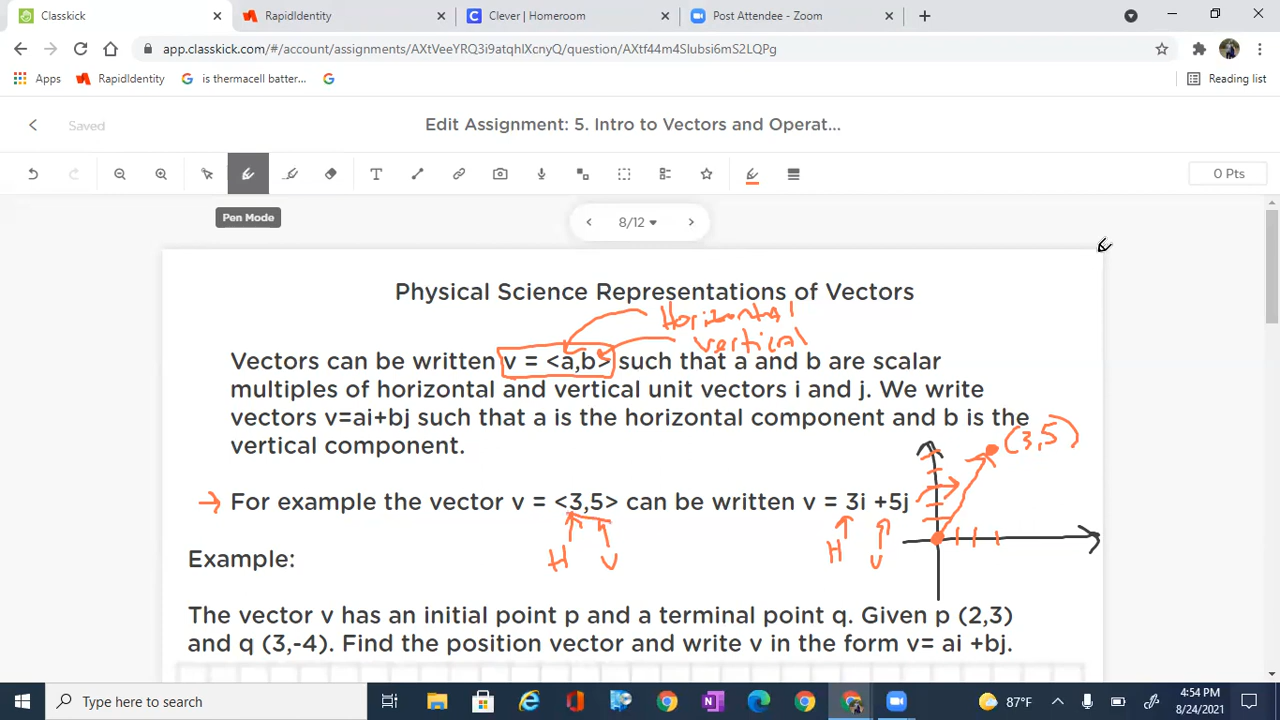 Classkick
RapidIdentity
Clever | Homeroom
Post Attendee - Zoom
app.classkick.com/#/account/assignments/AXtVeeYRQ3i9atqhlXcnyQ/question/AXtf44m4Slubsi6mS2LQPg
Apps
RapidIdentity
is thermacell batter...
Reading list
Saved
Edit Assignment: 5. Intro to Vectors and Operat...
0 Pts
Pen Mode
8/12
Physical Science Representations of Vectors
Horizontal
vertical
Vectors can be written v = <a,b> such that a and b are scalar
multiples of horizontal and vertical unit vectors i and j. We write
vectors v=ai+bj such that a is the horizontal component and b is the
vertical component.
(3,5)
For example the vector v = <3,5> can be written v = 3i +5j
H V H V
Example:
The vector v has an initial point p and a terminal point q. Given p (2,3)
and q (3,-4). Find the position vector and write v in the form v= ai +bj.
Type here to search
87°F
4:54 PM
8/24/2021